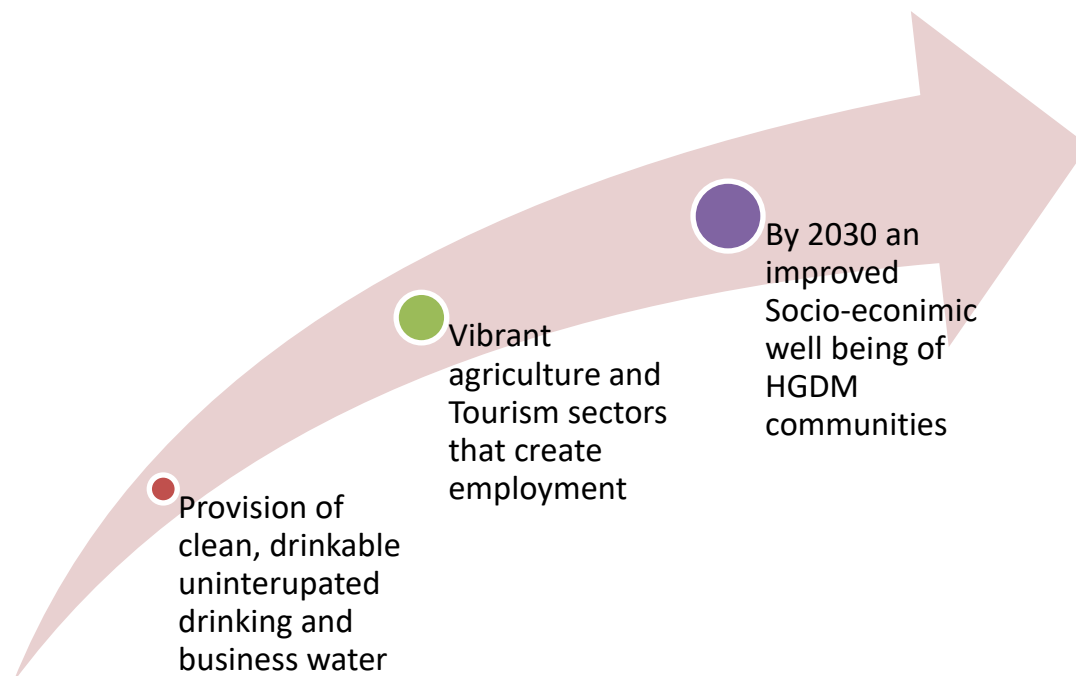 Provision of
clean, drinkable
uninterupated
drinking and
business water
Vibrant
agriculture and
Tourism sectors
that create
employment
By 2030 an
improved
Socio-econimic
well being of
HGDM
communities